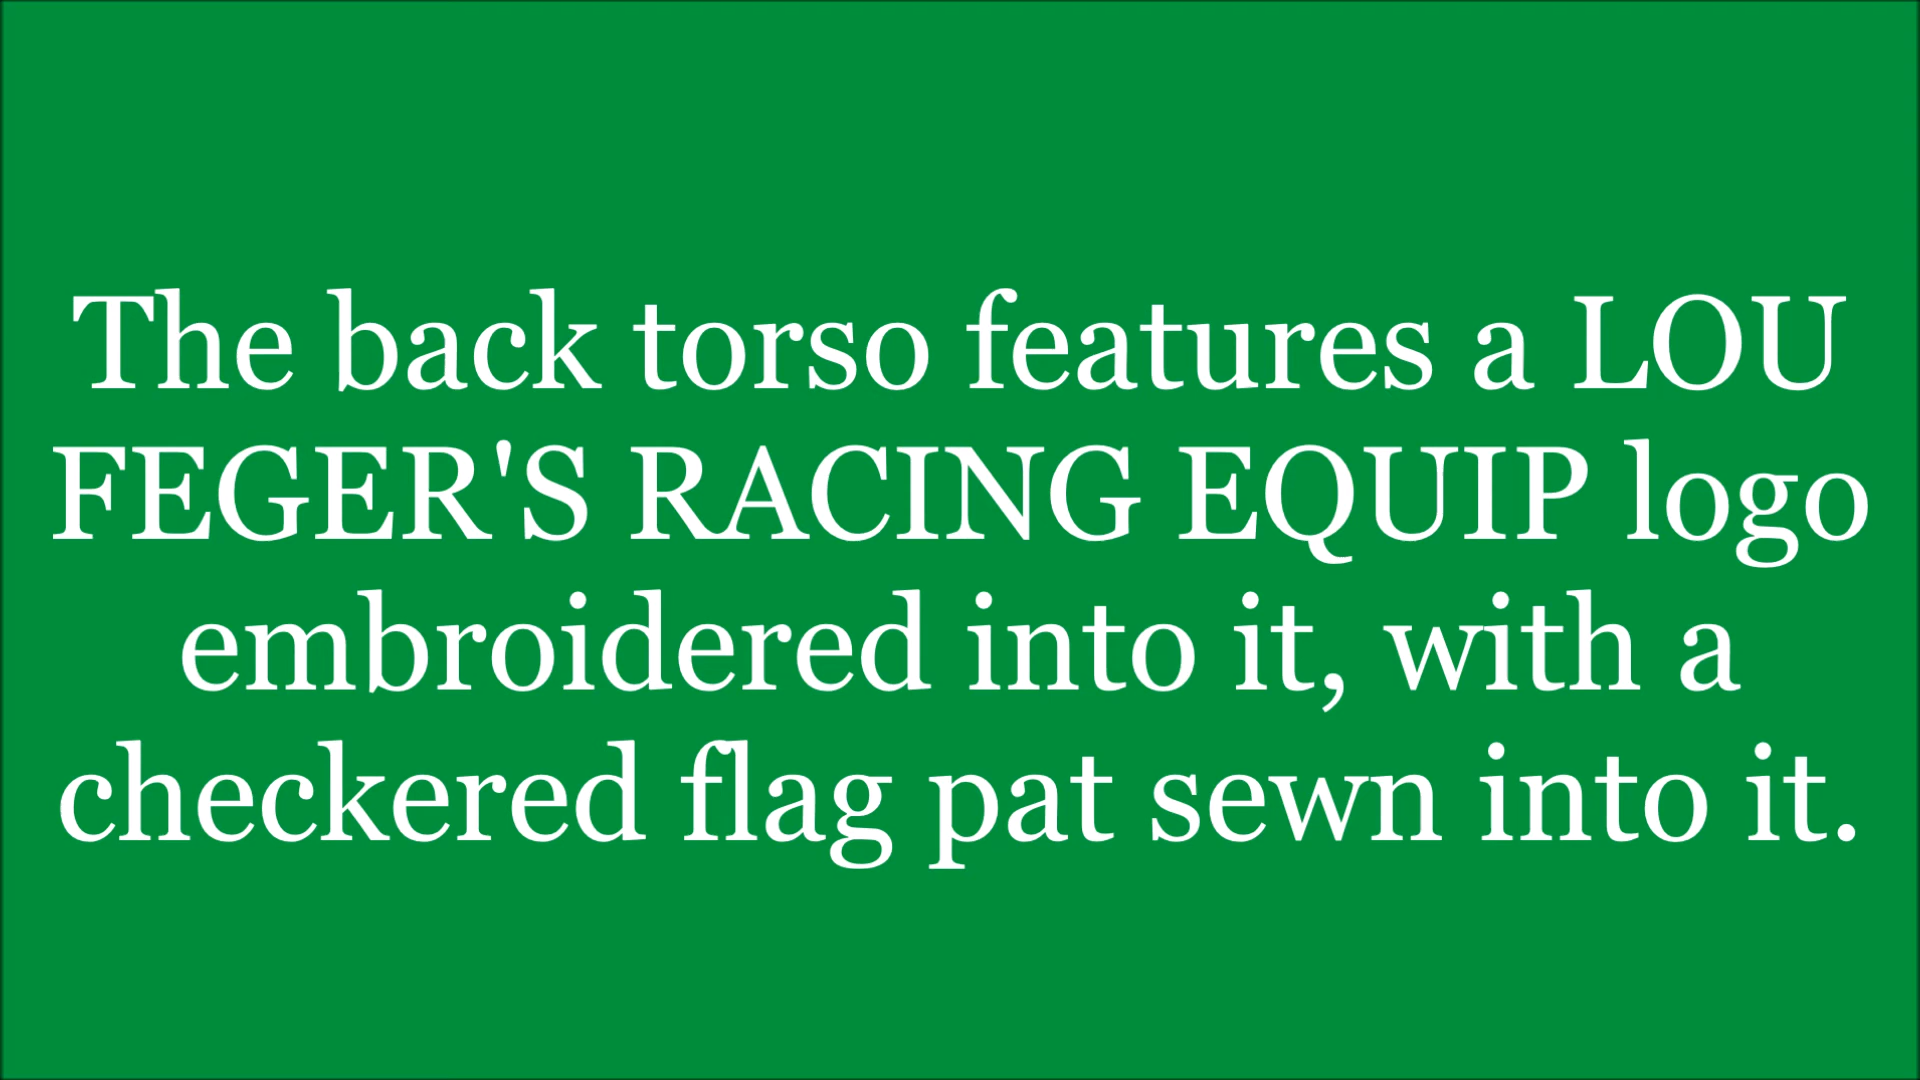 The back torso features a LOU
FEGER'S RACING EQUIP logo
embroidered into it, with a
checkered flag pat sewn into it.